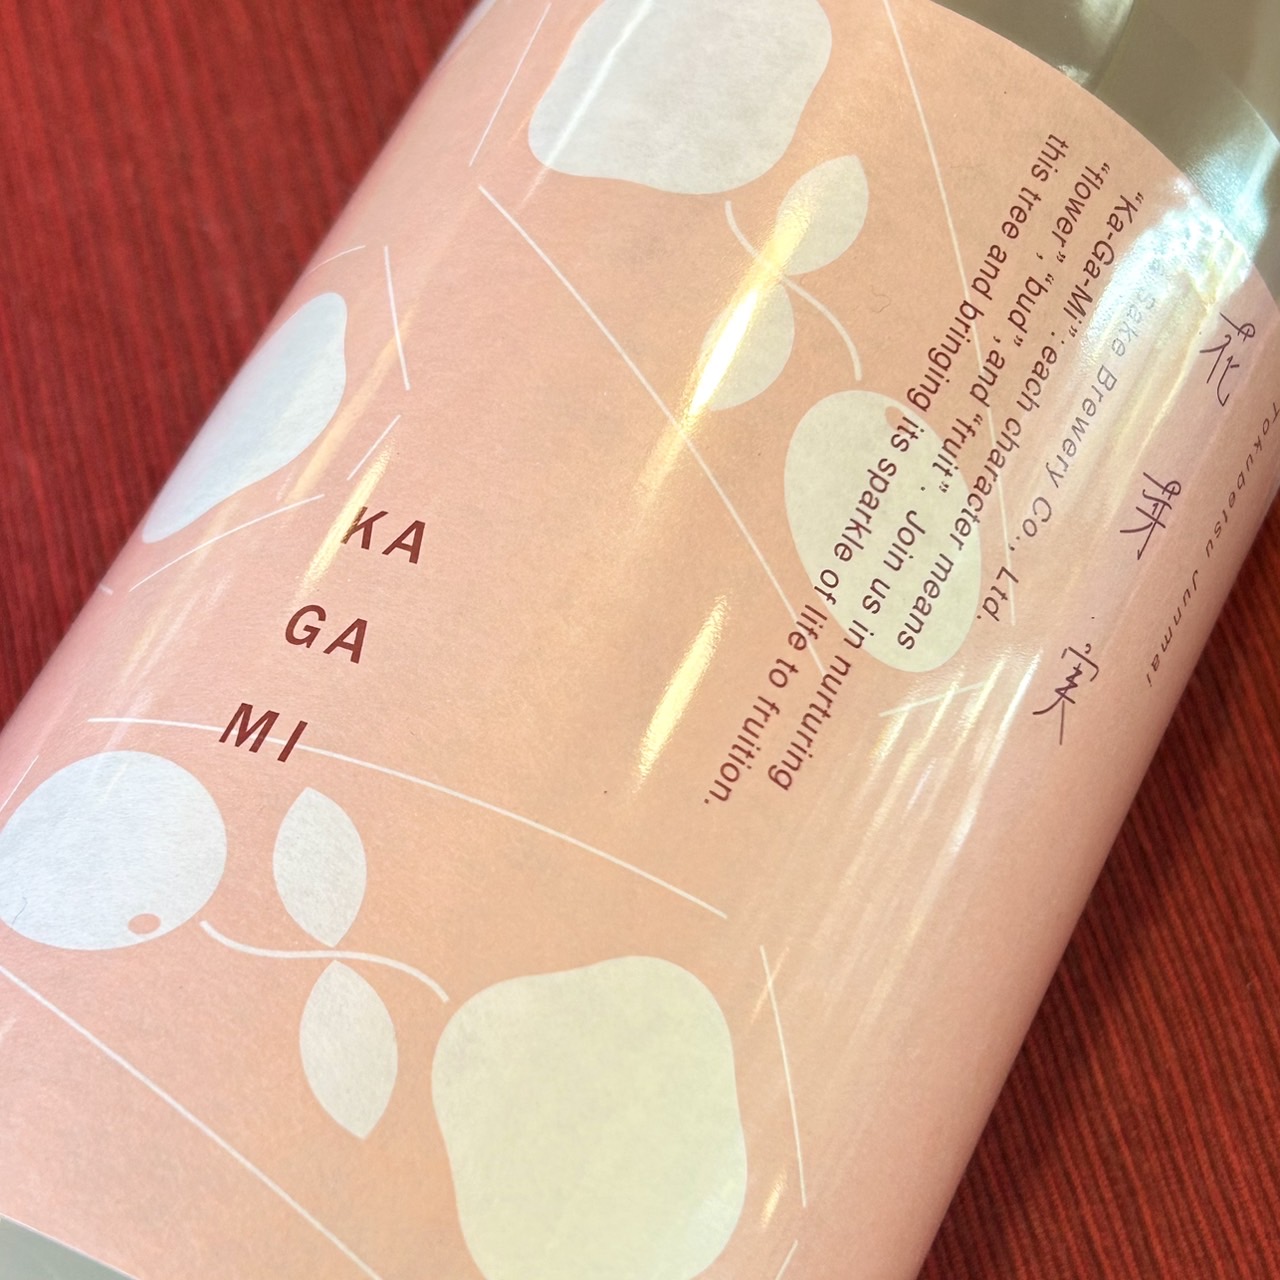 KA
GA
MI
Sake Brewery Co., Ltd.
“Ka-Ga-Mi”: each character means
“flower”, “bud”, and “fruit”. Join us in nurturing
this tree and bringing its sparkle of life to fruition.
花
芽
実
Tokubetsu Junmai